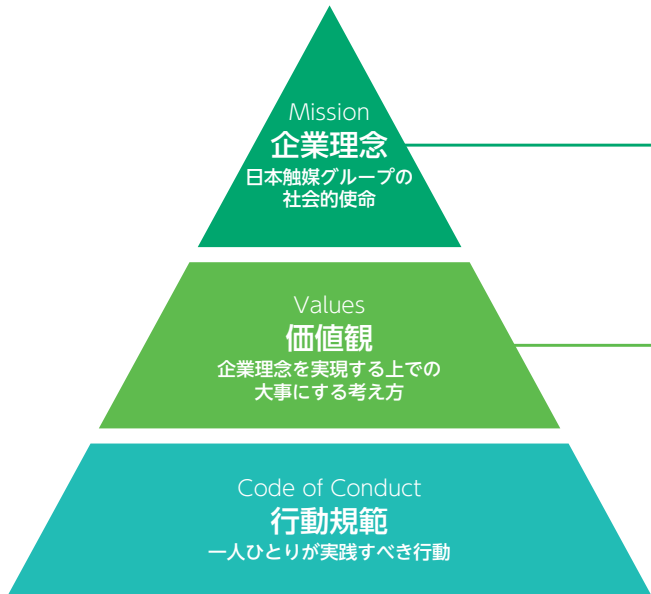 Mission
企業理念
日本触媒グループの
社会的使命
Values
価値観
企業理念を実現する上での
大事にする考え方
Code of Conduct
行動規範
一人ひとりが実践すべき行動